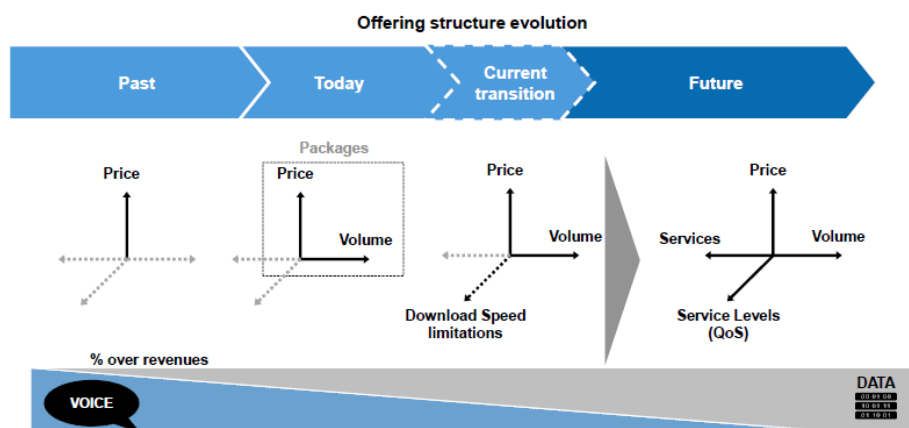 Offering structure evolution
Past
Today
Current
transition
Future
Packages
Price
Price
Volume
Price
Volume
Download Speed
limitations
Price
Services
Volume
Service Levels
(QoS)
% over revenues
VOICE
DATA